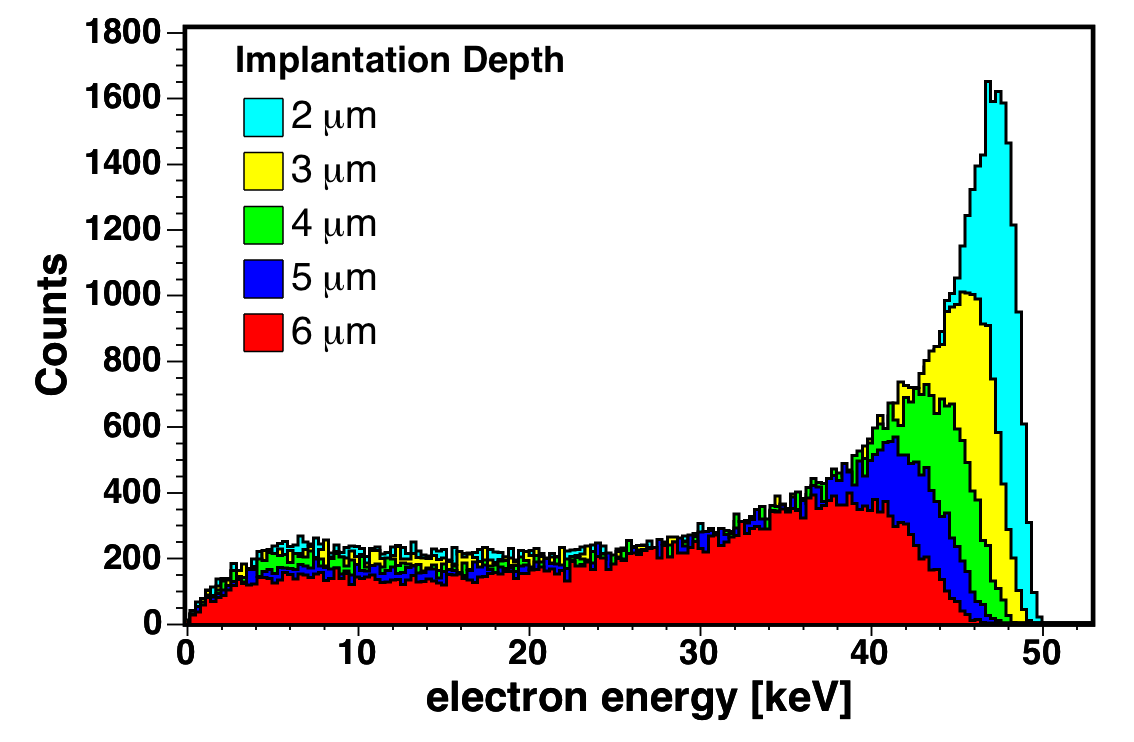 1800
1600
1400
1200
1000
800
600
400
200
0
Counts
Implantation Depth
2 μm
3 μm
4 μm
5 μm
6 μm
0 10 20 30 40 50
electron energy [keV]